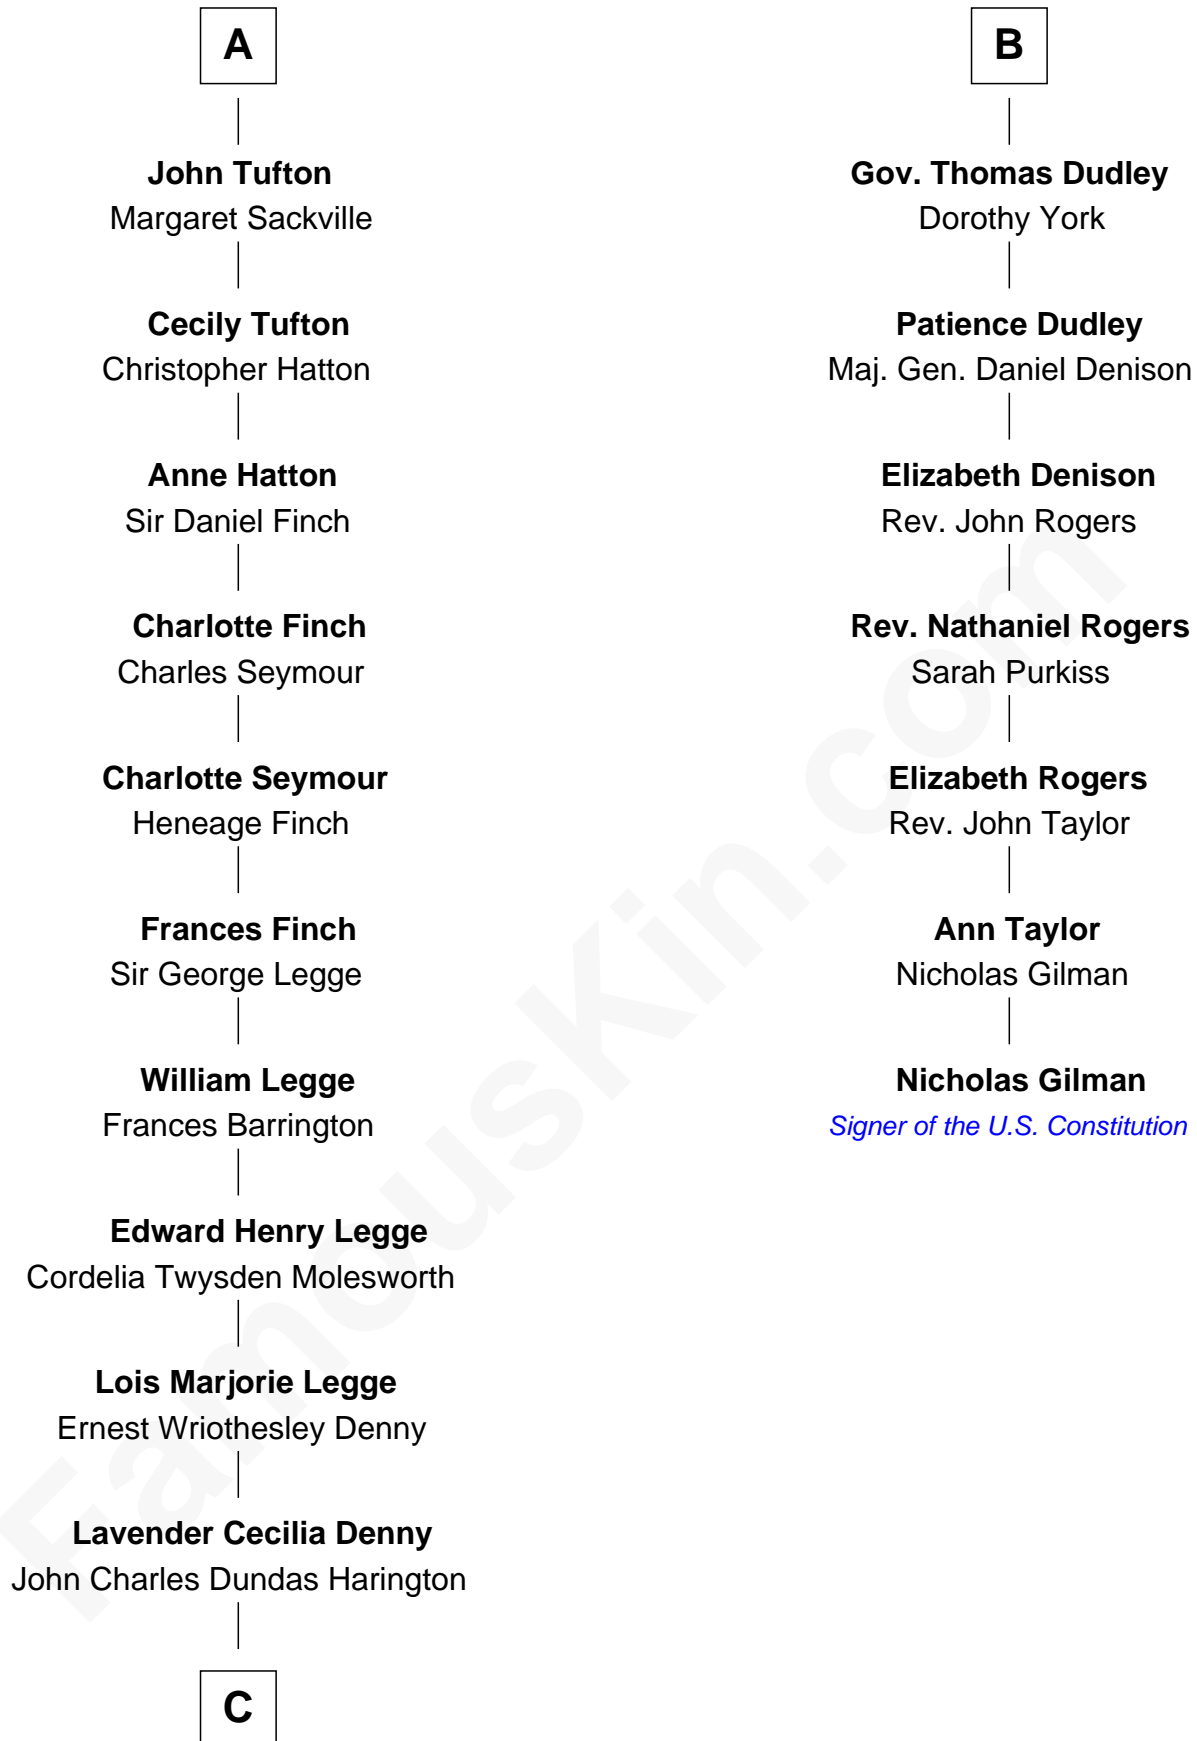 A
John Tufton
Margaret Sackville
Cecily Tufton
Christopher Hatton
Anne Hatton
Sir Daniel Finch
Charlotte Finch
Charles Seymour
Charlotte Seymour
Heneage Finch
Frances Finch
Sir George Legge
William Legge
Frances Barrington
Edward Henry Legge
Cordelia Twysden Molesworth
Lois Marjorie Legge
Ernest Wriothesley Denny
Lavender Cecilia Denny
John Charles Dundas Harington
C
B
Gov. Thomas Dudley
Dorothy York
Patience Dudley
Maj. Gen. Daniel Denison
Elizabeth Denison
Rev. John Rogers
Rev. Nathaniel Rogers
Sarah Purkiss
Elizabeth Rogers
Rev. John Taylor
Ann Taylor
Nicholas Gilman
Nicholas Gilman
Signer of the U.S. Constitution
FamousKin.com